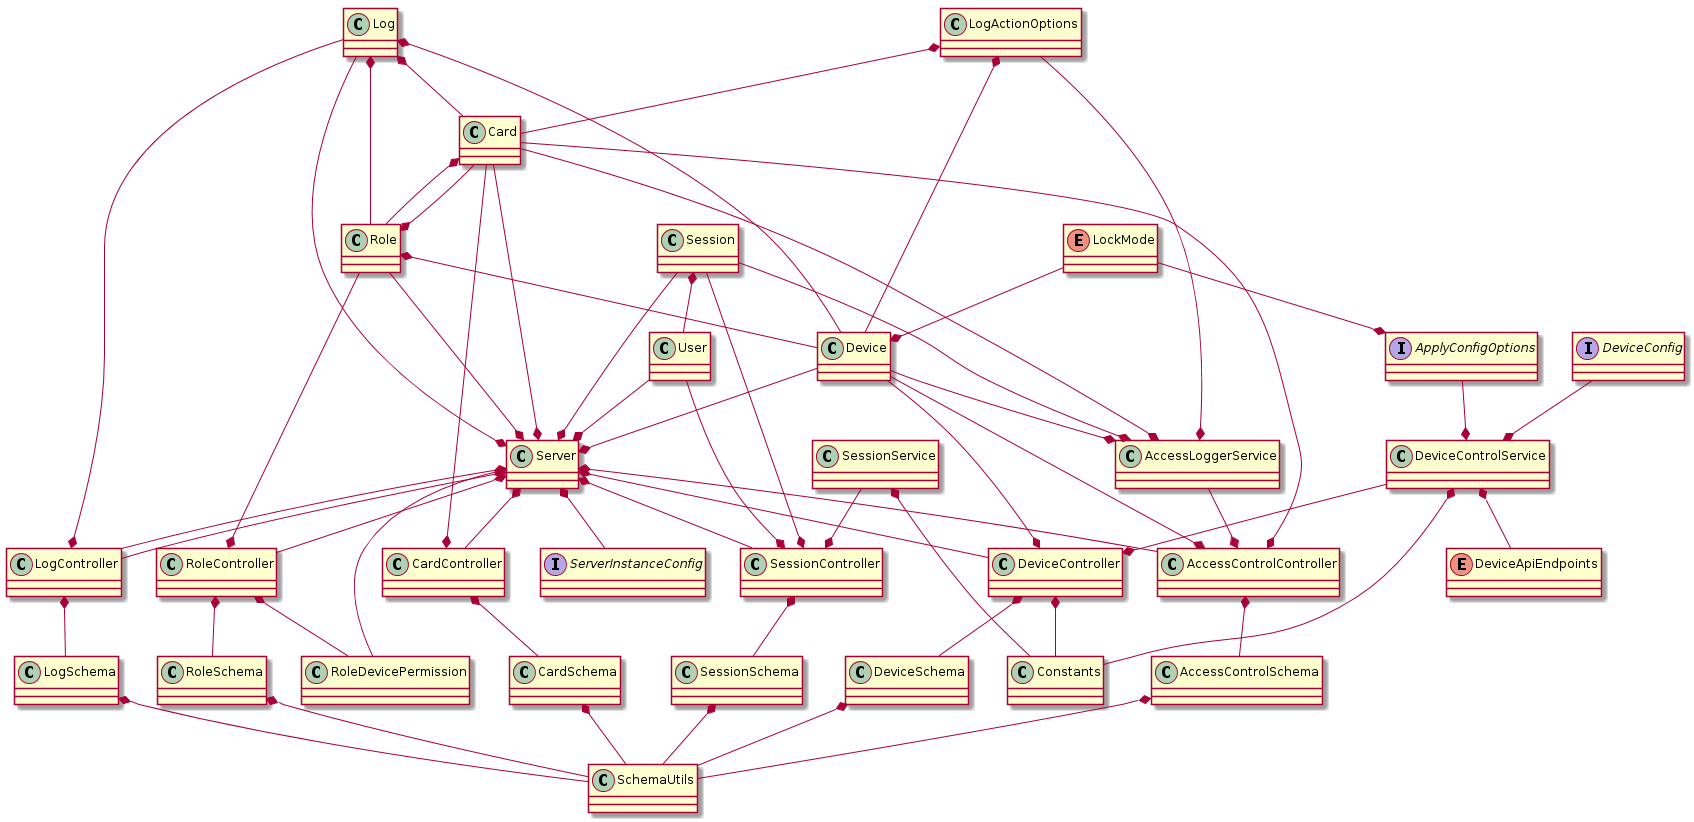 C Log
C LogActionOptions
C Card
C Role
C Session
E LockMode
C User
C Device
I ApplyConfigOptions
I DeviceConfig
C Server
C SessionService
C AccessLoggerService
C DeviceControlService
C LogController
C RoleController
C CardController
I ServerInstanceConfig
C SessionController
C DeviceController
C AccessControlController
E DeviceApiEndpoints
C LogSchema
C RoleSchema
C RoleDevicePermission
C CardSchema
C SessionSchema
C DeviceSchema
C Constants
C AccessControlSchema
C SchemaUtils